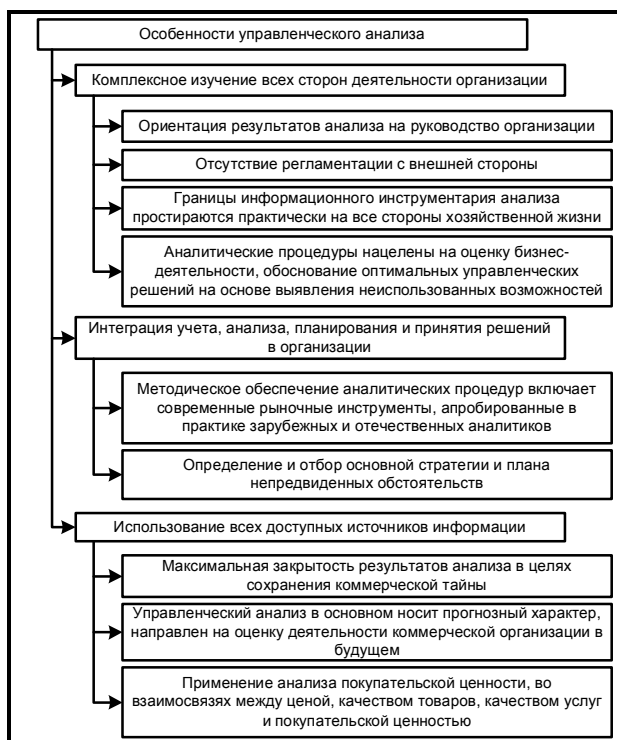 Особенности управленческого анализа
Комплексное изучение всех сторон деятельности организации
Ориентация результатов анализа на руководство организации
Отсутствие регламентации с внешней стороны
Границы информационного инструментария анализа
простираются практически на все стороны хозяйственной жизни
Аналитические процедуры нацелены на оценку бизнес-
деятельности, обоснование оптимальных управленческих
решений на основе выявления неиспользованных возможностей
Интеграция учета, анализа, планирования и принятия решений
в организации
Методическое обеспечение аналитических процедур включает
современные рыночные инструменты, апробированные в
практике зарубежных и отечественных аналитиков
Определение и отбор основной стратегии и плана
непредвиденных обстоятельств
Использование всех доступных источников информации
Максимальная закрытость результатов анализа в целях
сохранения коммерческой тайны
Управленческий анализ в основном носит прогнозный характер,
направлен на оценку деятельности коммерческой организации в
будущем
Применение анализа покупательской ценности, во
взаимосвязях между ценой, качеством товаров, качеством услуг
и покупательской ценностью